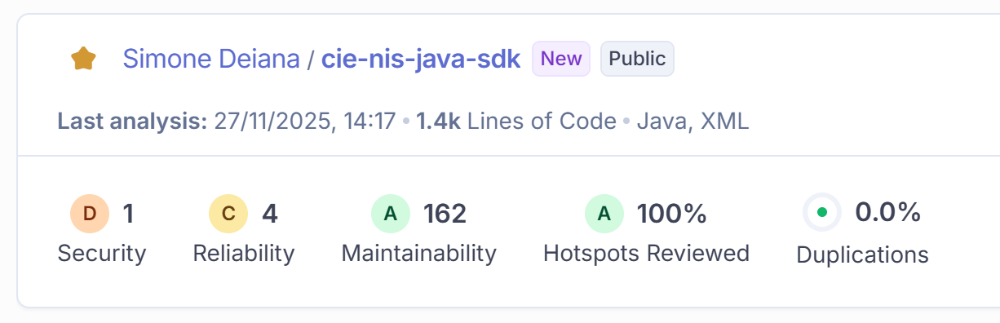 Simone Deiana / cie-nis-java-sdk New Public
Last analysis: 27/11/2025, 14:17 • 1.4k Lines of Code • Java, XML
D 1 C 4 A 162 A 100% 0.0%
Security Reliability Maintainability Hotspots Reviewed Duplications